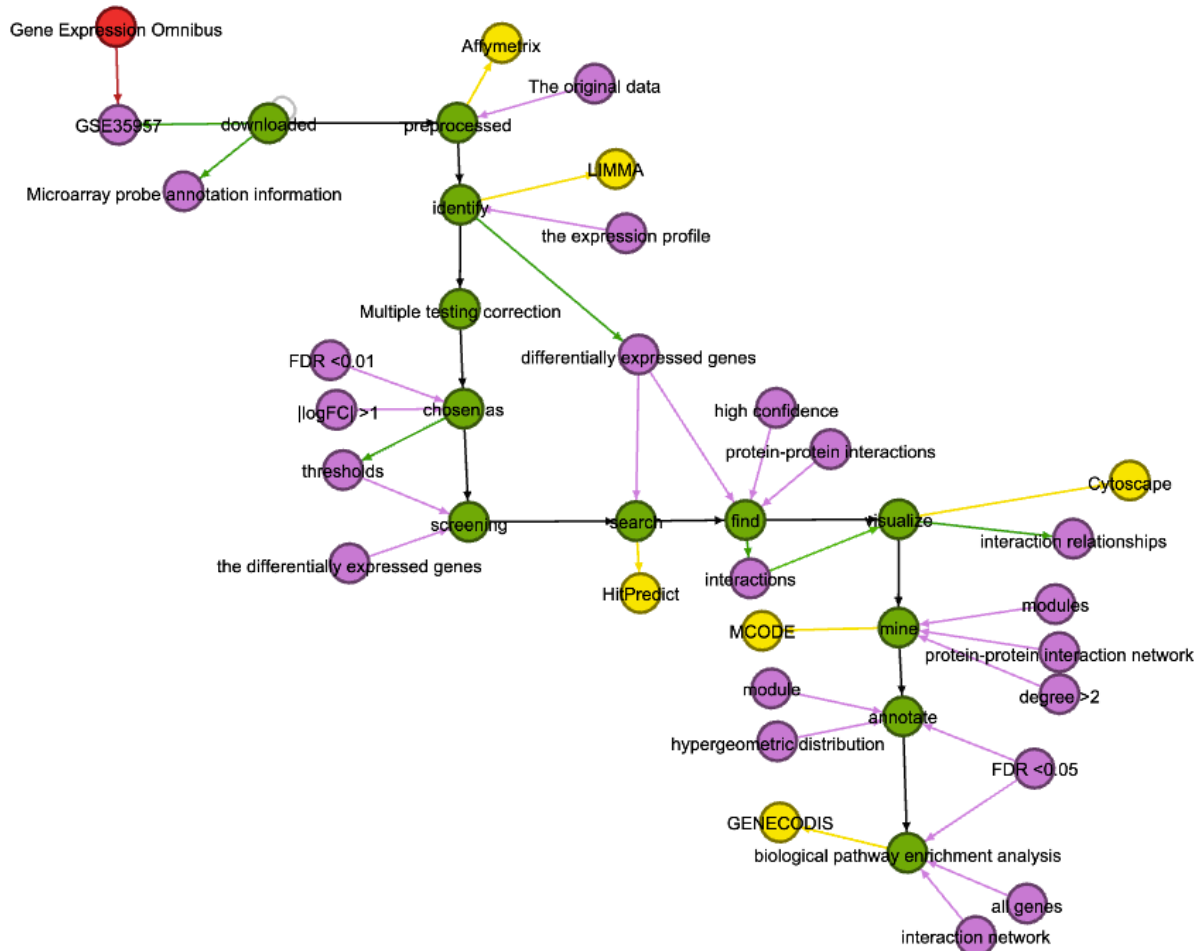 Gene Expression Omnibus
Affymetrix
The original data
GSE35957
downloaded
preprocessed
LIMMA
Microarray probe annotation information
identify
the expression profile
Multiple testing correction
differentially expressed genes
FDR <0.01
|logFC| >1
chosen as
high confidence
protein-protein interactions
thresholds
Cytoscape
screening
search
find
visualize
interaction relationships
the differentially expressed genes
interactions
HitPredict
modules
MCODE
mine
protein-protein interaction network
module
degree >2
annotate
hypergeometric distribution
FDR <0.05
GENECODIS
biological pathway enrichment analysis
all genes
interaction network